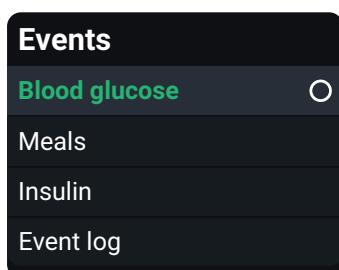 Events
Blood glucose
Meals
Insulin
Event log